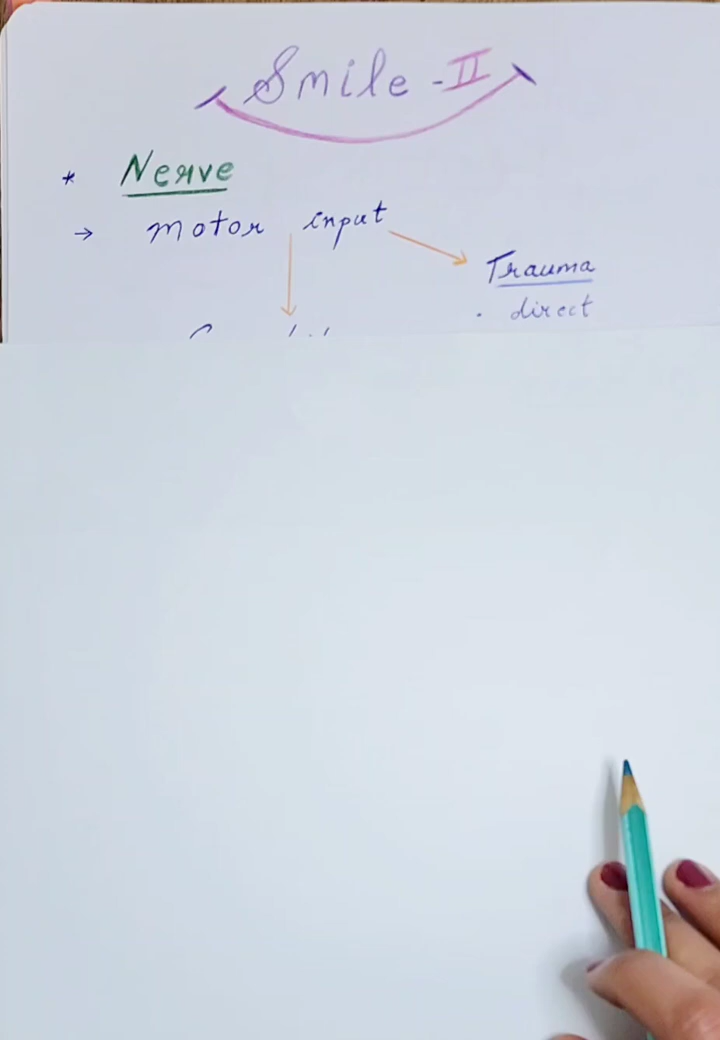 Smile - II
* Nerve
→ motor input
Trauma
. direct